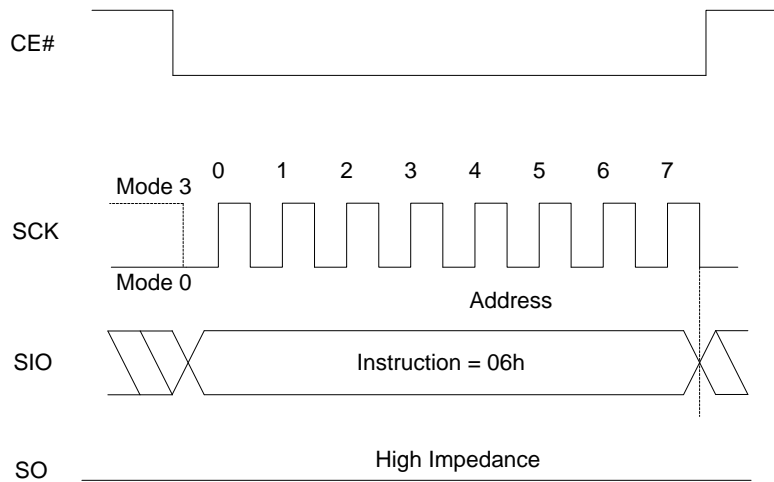 CE#
0 1 2 3 4 5 6 7
Mode 3
SCK
Mode 0
Address
SIO
Instruction = 06h
High Impedance
SO